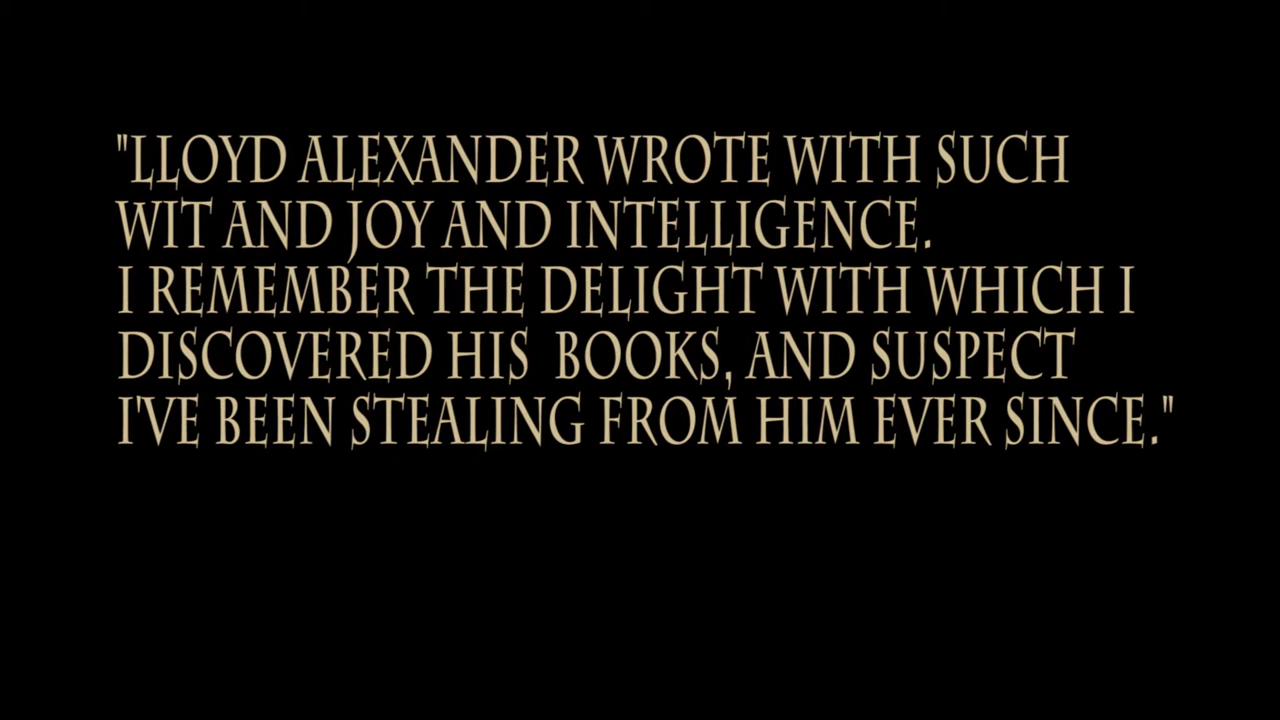 "LLOYD ALEXANDER WROTE WITH SUCH
WIT AND JOY AND INTELLIGENCE.
I REMEMBER THE DELIGHT WITH WHICH I
DISCOVERED HIS BOOKS, AND SUSPECT
I'VE BEEN STEALING FROM HIM EVER SINCE."